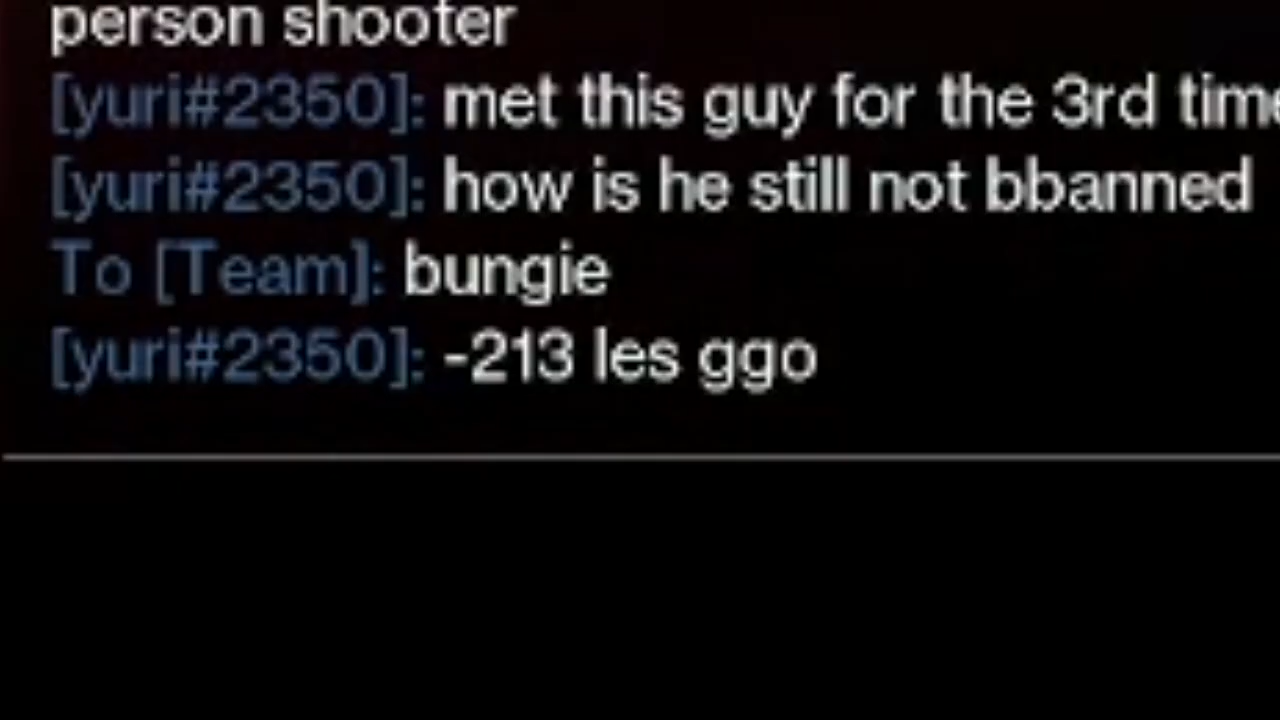 person shooter
[yuri#2350]: met this guy for the 3rd time
[yuri#2350]: how is he still not bbanned
To [Team]: bungie
[yuri#2350]: -213 les ggo